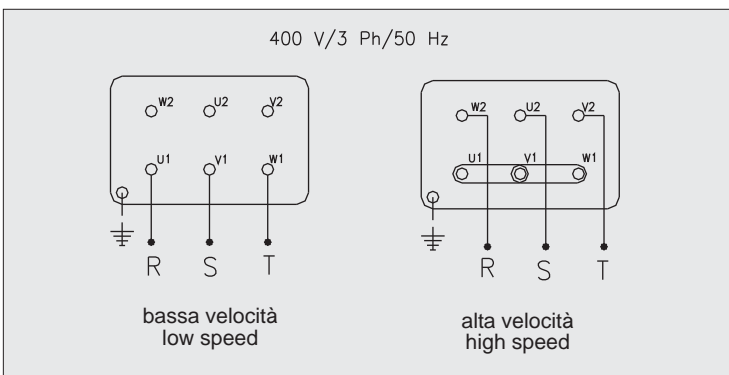 400 V/3 Ph/50 Hz
W2 U2 V2
U1 V1 W1
R S T
bassa velocità
low speed
W2 U2 V2
U1 V1 W1
R S T
alta velocità
high speed